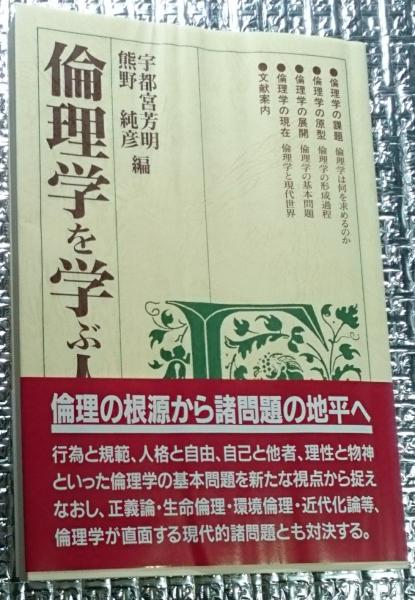 ●倫理学の課題 倫理学は何を求めるのか
●倫理学の原型 倫理学の形成過程
●倫理学の展開 倫理学の基本問題
●倫理学の現在 倫理学と現代世界
●文献案内
宇都宮芳明
熊野 純彦 編
倫理学を学ぶ人
倫理の根源から諸問題の地平へ
行為と規範、人格と自由、自己と他者、理性と物神
といった倫理学の基本問題を新たな視点から捉え
なおし、正義論・生命倫理・環境倫理・近代化論等、
倫理学が直面する現代的諸問題とも対決する。